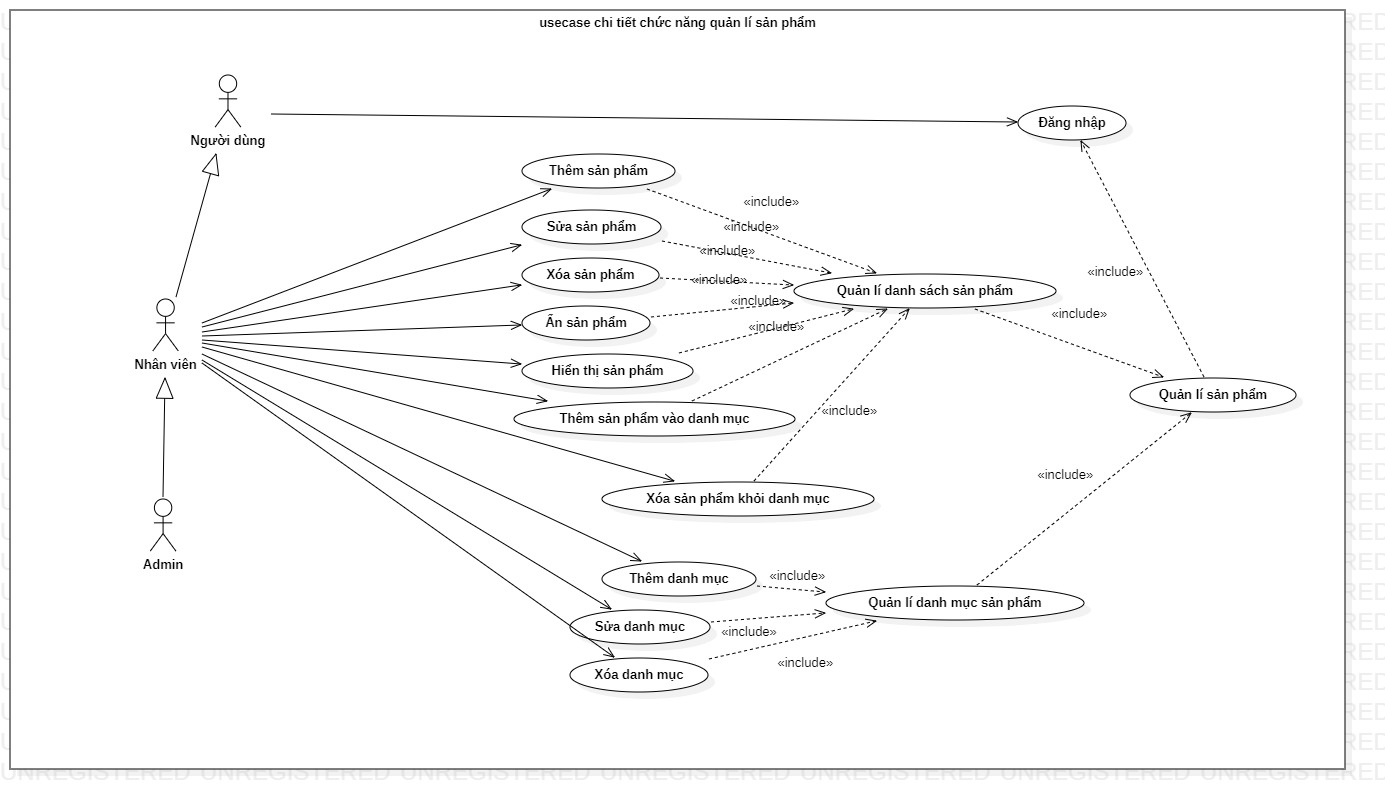 usecase chi tiết chức năng quản lí sản phẩm
Người dùng
Đăng nhập
Thêm sản phẩm
«include»
Sửa sản phẩm
«include»
«include»
Xóa sản phẩm
«include»
«include»
Quản lí danh sách sản phẩm
«include»
Ẩn sản phẩm
«include»
«include»
Nhân viên
Hiển thị sản phẩm
Quản lí sản phẩm
Thêm sản phẩm vào danh mục
«include»
«include»
Xóa sản phẩm khỏi danh mục
Admin
Thêm danh mục
«include»
Quản lí danh mục sản phẩm
Sửa danh mục
«include»
«include»
Xóa danh mục
UNREGISTERED UNREGISTERED UNREGISTERED UNREGISTERED UNREGISTERED UNREGISTERED UNREGISTERED